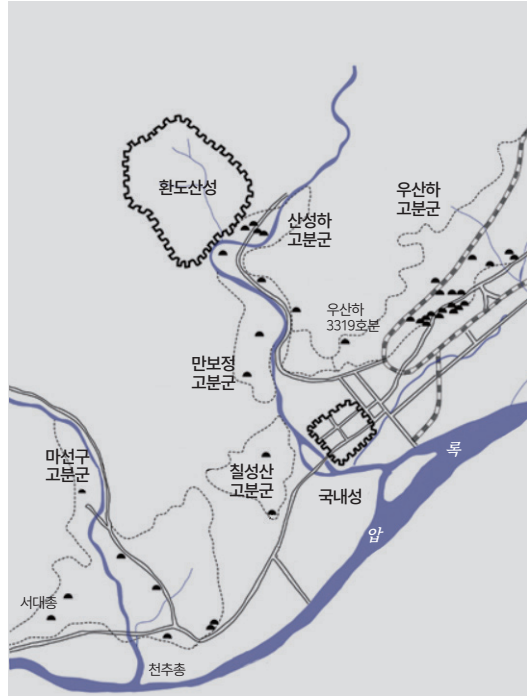 환도산성
산성하
고분군
우산하
고분군
우산하
3319호분
만보정
고분군
마선구
고분군
칠성산
고분군
국내성
록
압
서대총
천추총